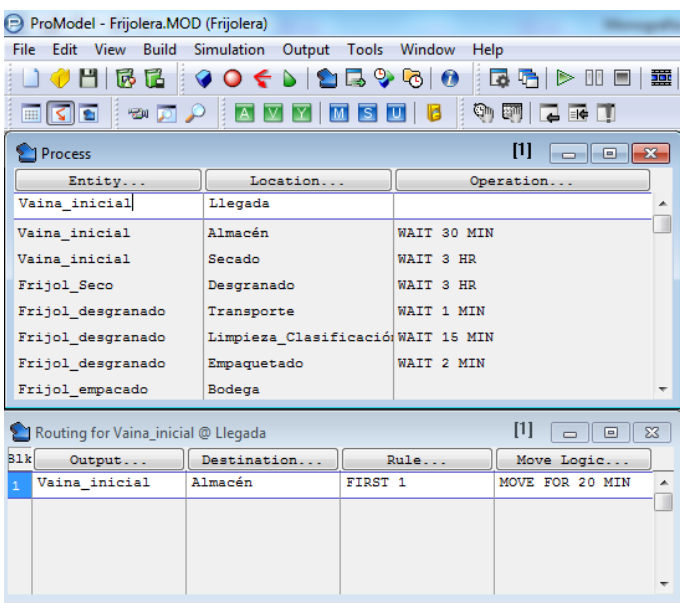 ProModel - Frijolera.MOD (Frijolera)
File Edit View Build Simulation Output Tools Window Help
A V Y M S U
Process [1]
Entity... Location... Operation...
Vaina_inicial Llegada
Vaina_inicial Almacén WAIT 30 MIN
Vaina_inicial Secado WAIT 3 HR
Frijol_Seco Desgranado WAIT 3 HR
Frijol_desgranado Transporte WAIT 1 MIN
Frijol_desgranado Limpieza_Clasificació WAIT 15 MIN
Frijol_desgranado Empaquetado WAIT 2 MIN
Frijol_empacado Bodega
Routing for Vaina_inicial @ Llegada [1]
Blk Output... Destination... Rule... Move Logic...
1 Vaina_inicial Almacén FIRST 1 MOVE FOR 20 MIN